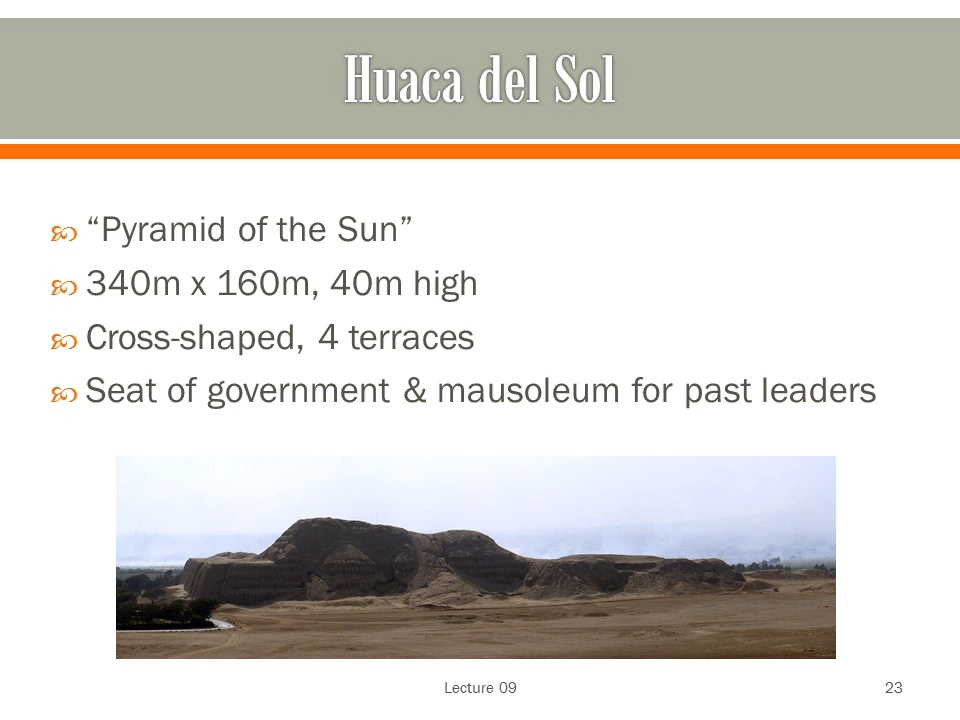 Huaca del Sol
“Pyramid of the Sun”
340m x 160m, 40m high
Cross-shaped, 4 terraces
Seat of government & mausoleum for past leaders
Lecture 09
23